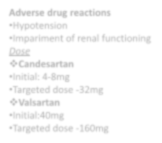 Adverse drug reactions
•Hypotension
•Impariment of renal functioning
Dose
❖Candesartan
•Initial: 4-8mg
•Targeted dose -32mg
❖Valsartan
•Initial:40mg
•Targeted dose -160mg